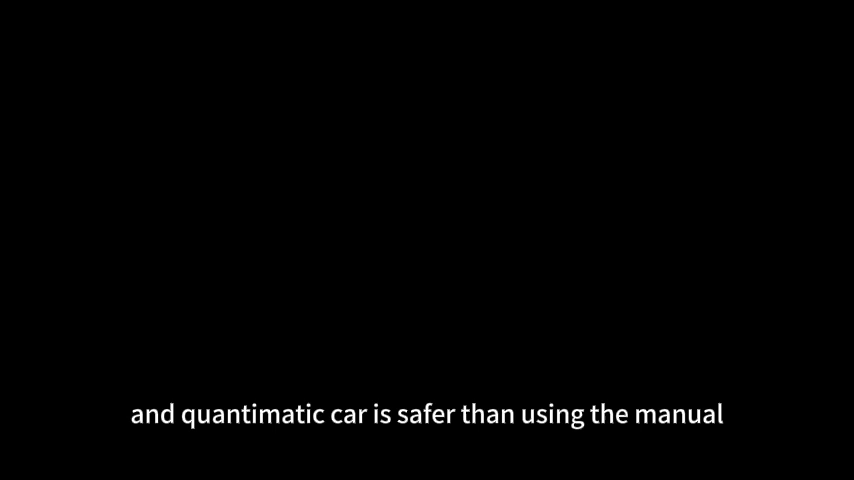 and quantimatic car is safer than using the manual